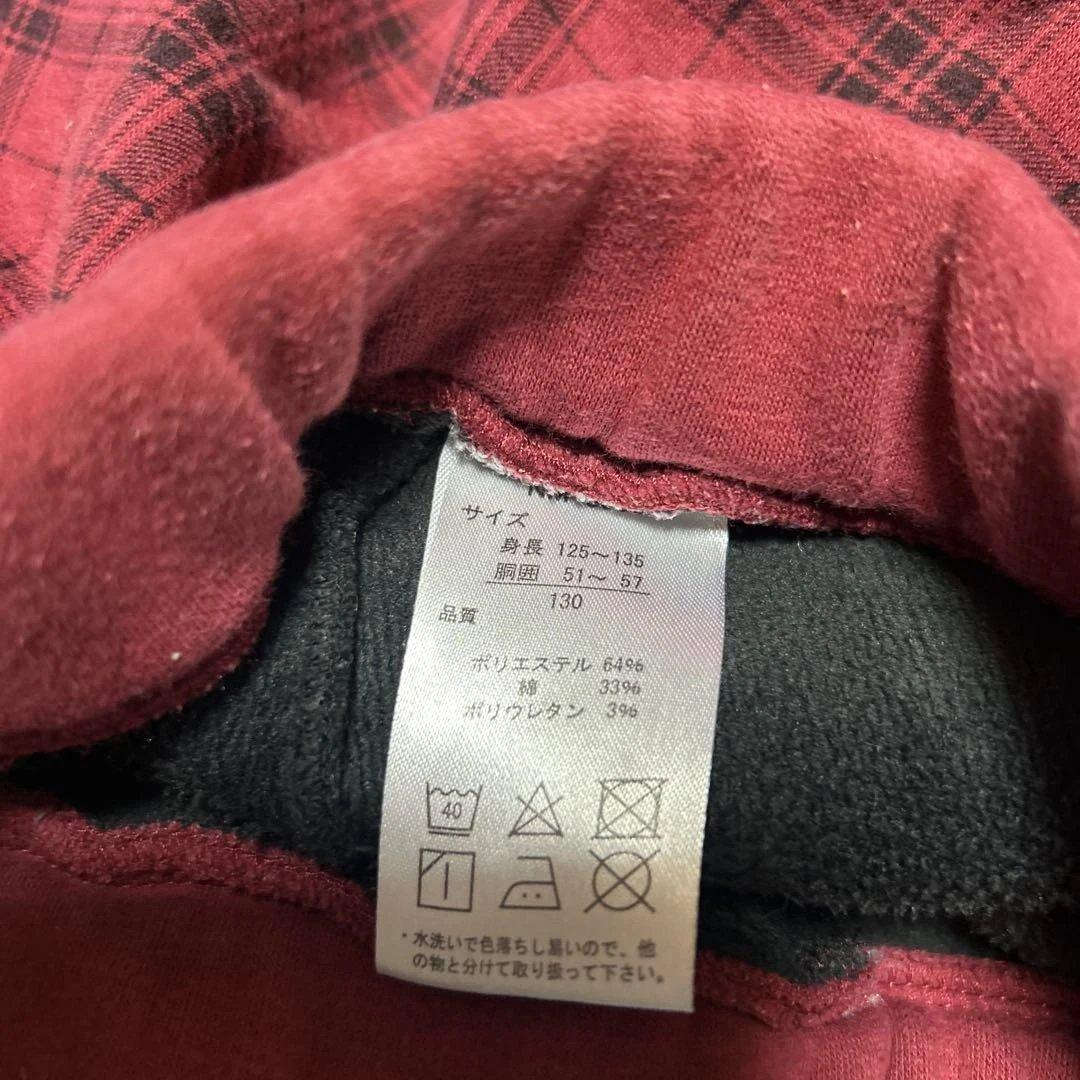 サイズ
身長 125～135
胴囲 51～ 57
130
品質
ポリエステル 64%
綿 33%
ポリウレタン 3%
40
・水洗いで色落ちし易いので、他
の物と分けて取り扱って下さい。